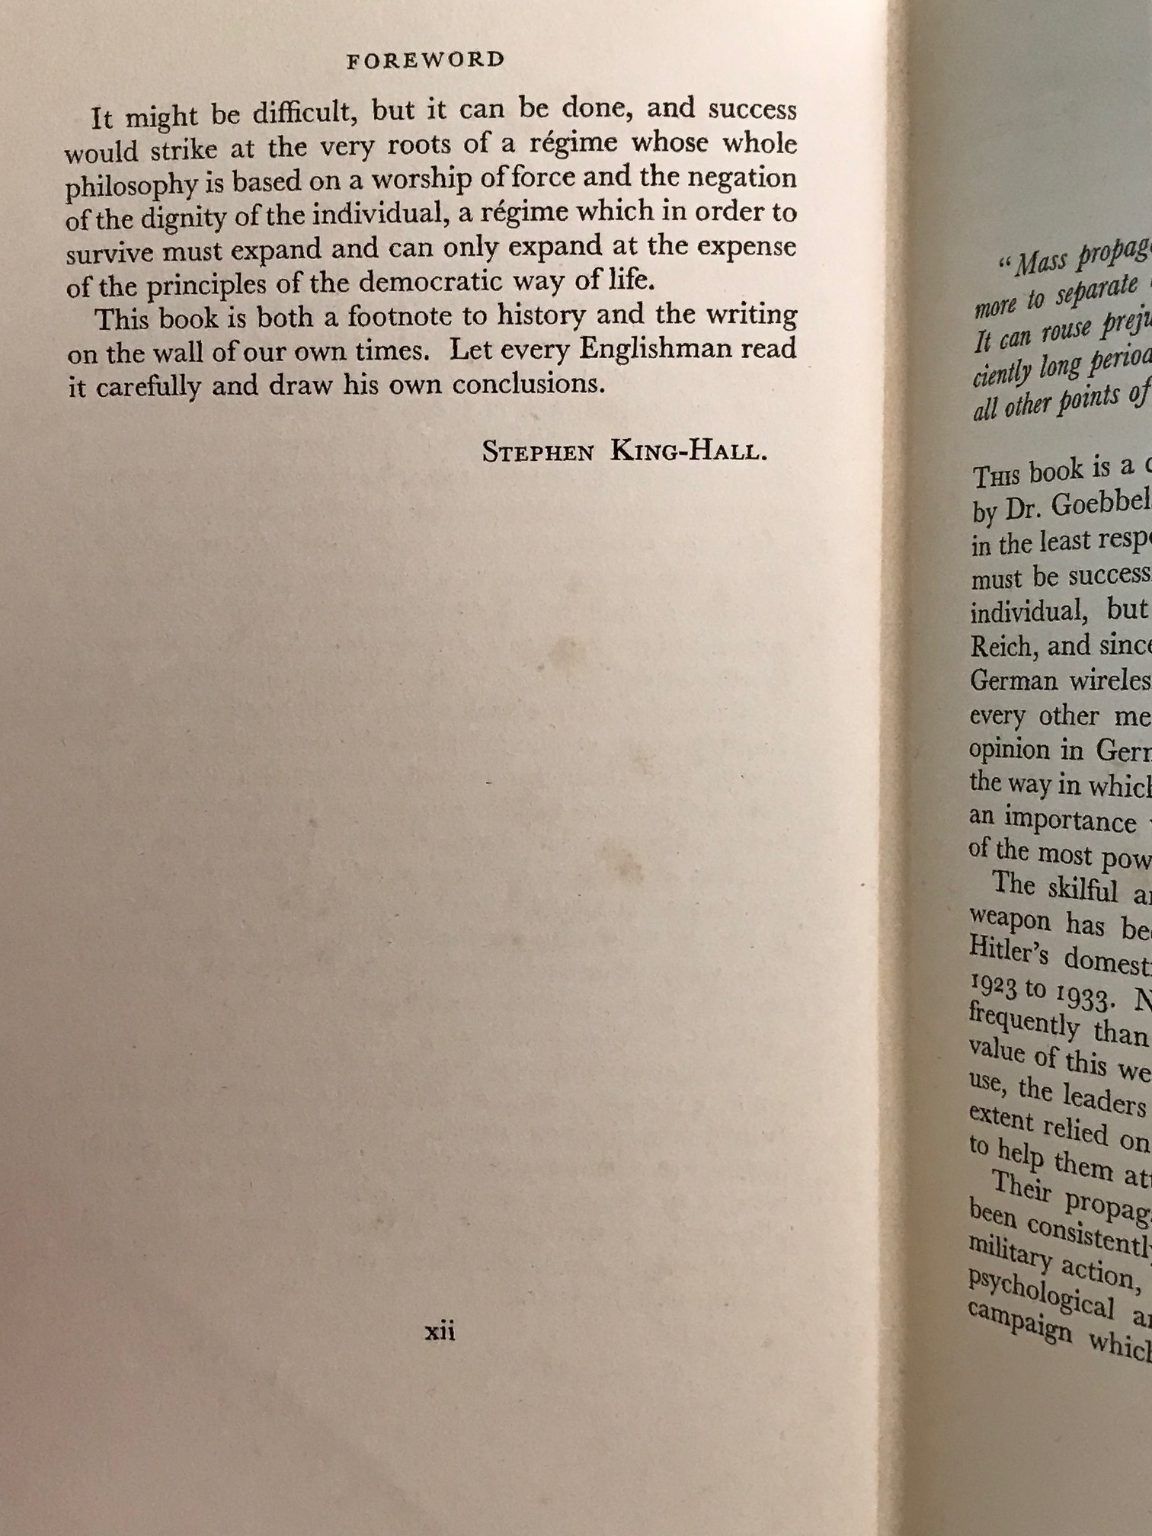 FOREWORD
It might be difficult, but it can be done, and success
would strike at the very roots of a régime whose whole
philosophy is based on a worship of force and the negation
of the dignity of the individual, a régime which in order to
survive must expand and can only expand at the expense
of the principles of the democratic way of life.
This book is both a footnote to history and the writing
on the wall of our own times. Let every Englishman read
it carefully and draw his own conclusions.
STEPHEN KING-HALL.
xii
"Mass propag
more to separate
It can rouse preju
ciently long period
all other points of
THIS book is a
by Dr. Goebbel
in the least resp
must be success
individual, but
Reich, and since
German wireles
every other me
opinion in Ger
the way in which
an importance
of the most pow
The skilful a
weapon has be
Hitler's domest
1923 to 1933. N
frequently than
value of this we
use, the leaders
extent relied on
to help them att
Their propag
been consistently
military action,
psychological a
campaign which